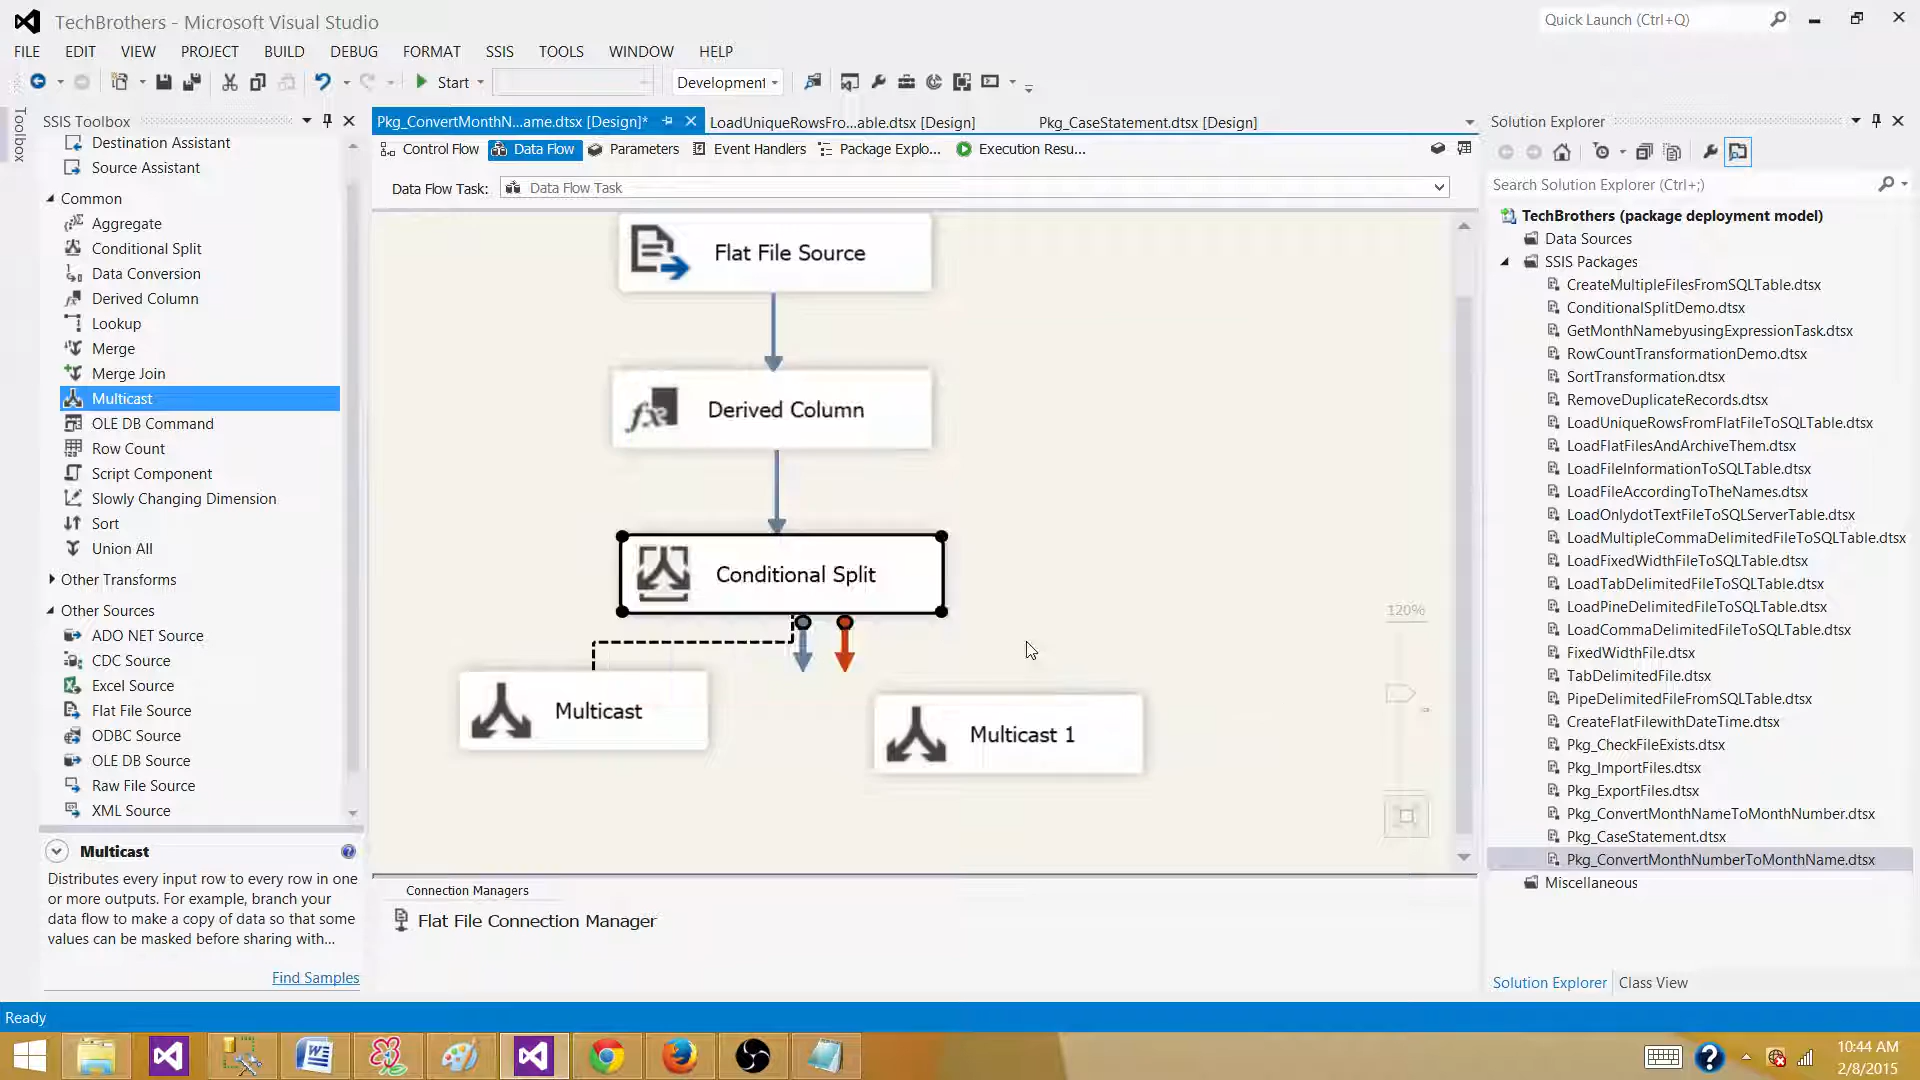 TechBrothers - Microsoft Visual Studio
Quick Launch (Ctrl+Q)
FILE EDIT VIEW PROJECT BUILD DEBUG FORMAT SSIS TOOLS WINDOW HELP
Start
Development
Toolbox
SSIS Toolbox
Destination Assistant
Source Assistant
Common
Aggregate
Conditional Split
Data Conversion
Derived Column
Lookup
Merge
Merge Join
Multicast
OLE DB Command
Row Count
Script Component
Slowly Changing Dimension
Sort
Union All
Other Transforms
Other Sources
ADO NET Source
CDC Source
Excel Source
Flat File Source
ODBC Source
OLE DB Source
Raw File Source
XML Source
Multicast
Distributes every input row to every row in one
or more outputs. For example, branch your
data flow to make a copy of data so that some
values can be masked before sharing with...
Find Samples
Pkg_ConvertMonthN...ame.dtsx [Design]*
LoadUniqueRowsFro...able.dtsx [Design]
Pkg_CaseStatement.dtsx [Design]
Control Flow
Data Flow
Parameters
Event Handlers
Package Explo...
Execution Resu...
Data Flow Task:
Data Flow Task
Flat File Source
Derived Column
fx
Conditional Split
Multicast
Multicast 1
120%
Connection Managers
Flat File Connection Manager
Solution Explorer
Search Solution Explorer (Ctrl+;)
TechBrothers (package deployment model)
Data Sources
SSIS Packages
CreateMultipleFilesFromSQLTable.dtsx
ConditionalSplitDemo.dtsx
GetMonthNamebyusingExpressionTask.dtsx
RowCountTransformationDemo.dtsx
SortTransformation.dtsx
RemoveDuplicateRecords.dtsx
LoadUniqueRowsFromFlatFileToSQLTable.dtsx
LoadFlatFilesAndArchiveThem.dtsx
LoadFileInformationToSQLTable.dtsx
LoadFileAccordingToTheNames.dtsx
LoadOnlydotTextFileToSQLServerTable.dtsx
LoadMultipleCommaDelimitedFileToSQLTable.dtsx
LoadFixedWidthFileToSQLTable.dtsx
LoadTabDelimitedFileToSQLTable.dtsx
LoadPineDelimitedFileToSQLTable.dtsx
LoadCommaDelimitedFileToSQLTable.dtsx
FixedWidthFile.dtsx
TabDelimitedFile.dtsx
PipeDelimitedFileFromSQLTable.dtsx
CreateFlatFilewithDateTime.dtsx
Pkg_CheckFileExists.dtsx
Pkg_ImportFiles.dtsx
Pkg_ExportFiles.dtsx
Pkg_ConvertMonthNameToMonthNumber.dtsx
Pkg_CaseStatement.dtsx
Pkg_ConvertMonthNumberToMonthName.dtsx
Miscellaneous
Solution Explorer
Class View
Ready
10:44 AM
2/8/2015